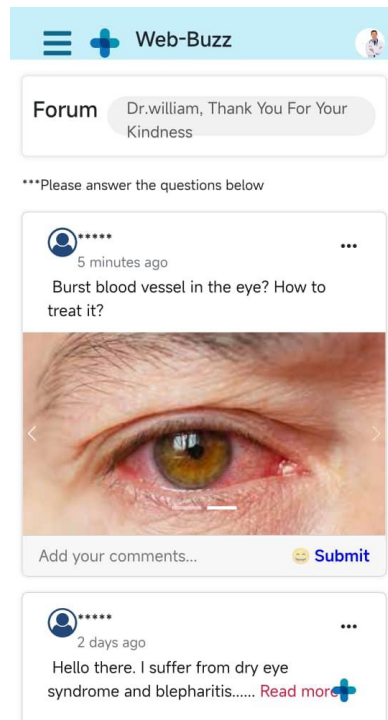 Web-Buzz
Forum
Dr.william, Thank You For Your
Kindness
***Please answer the questions below
*****
5 minutes ago
Burst blood vessel in the eye? How to
treat it?
Add your comments...
Submit
*****
2 days ago
Hello there. I suffer from dry eye
syndrome and blepharitis...... Read more